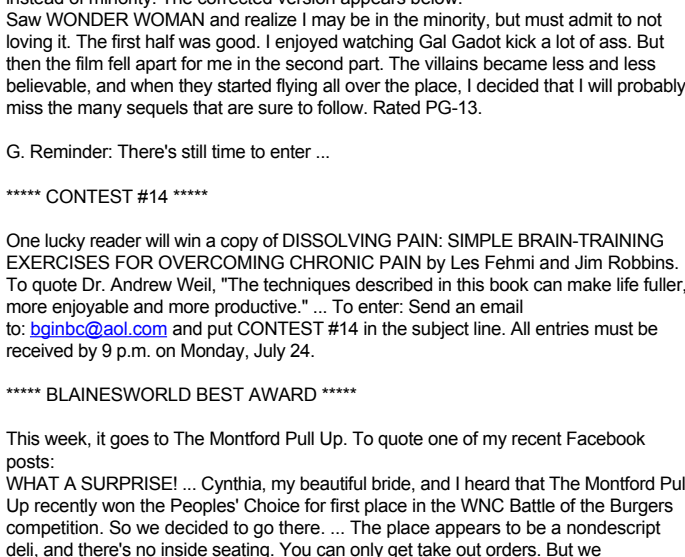 instead of minority. The corrected version appears below:
Saw WONDER WOMAN and realize I may be in the minority, but must admit to not
loving it. The first half was good. I enjoyed watching Gal Gadot kick a lot of ass. But
then the film fell apart for me in the second part. The villains became less and less
believable, and when they started flying all over the place, I decided that I will probably
miss the many sequels that are sure to follow. Rated PG-13.
G. Reminder: There's still time to enter ...
***** CONTEST #14 *****
One lucky reader will win a copy of DISSOLVING PAIN: SIMPLE BRAIN-TRAINING
EXERCISES FOR OVERCOMING CHRONIC PAIN by Les Fehmi and Jim Robbins.
To quote Dr. Andrew Weil, "The techniques described in this book can make life fuller,
more enjoyable and more productive." ... To enter: Send an email
to: bginbc@aol.com and put CONTEST #14 in the subject line. All entries must be
received by 9 p.m. on Monday, July 24.
***** BLAINESWORLD BEST AWARD *****
This week, it goes to The Montford Pull Up. To quote one of my recent Facebook
posts:
WHAT A SURPRISE! ... Cynthia, my beautiful bride, and I heard that The Montford Pul
Up recently won the Peoples' Choice for first place in the WNC Battle of the Burgers
competition. So we decided to go there. ... The place appears to be a nondescript
deli, and there's no inside seating. You can only get take out orders. But we